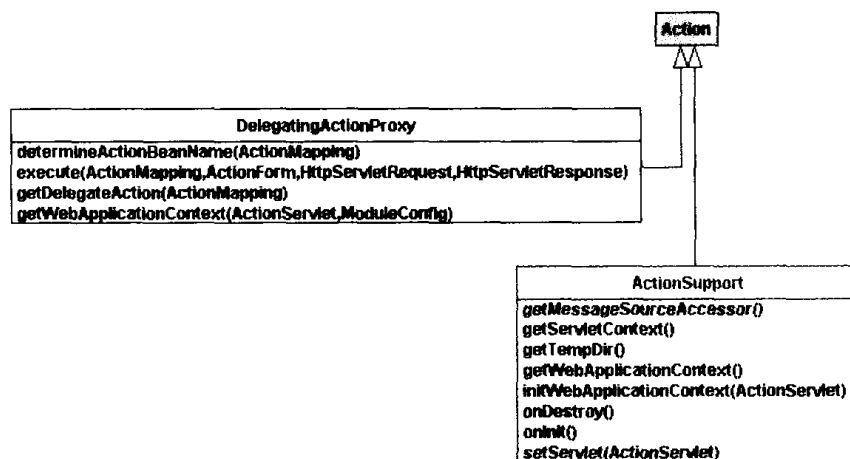 Action
DelegatingActionProxy
determineActionBeanName(ActionMapping)
execute(ActionMapping,ActionForm,HttpServletRequest,HttpServletResponse)
getDelegateAction(ActionMapping)
getWebApplicationContext(ActionServlet,ModuleConfig)
ActionSupport
getMessageSourceAccessor()
getServletContext()
getTempDir()
getWebApplicationContext()
initWebApplicationContext(ActionServlet)
onDestroy()
onInit()
setServlet(ActionServlet)